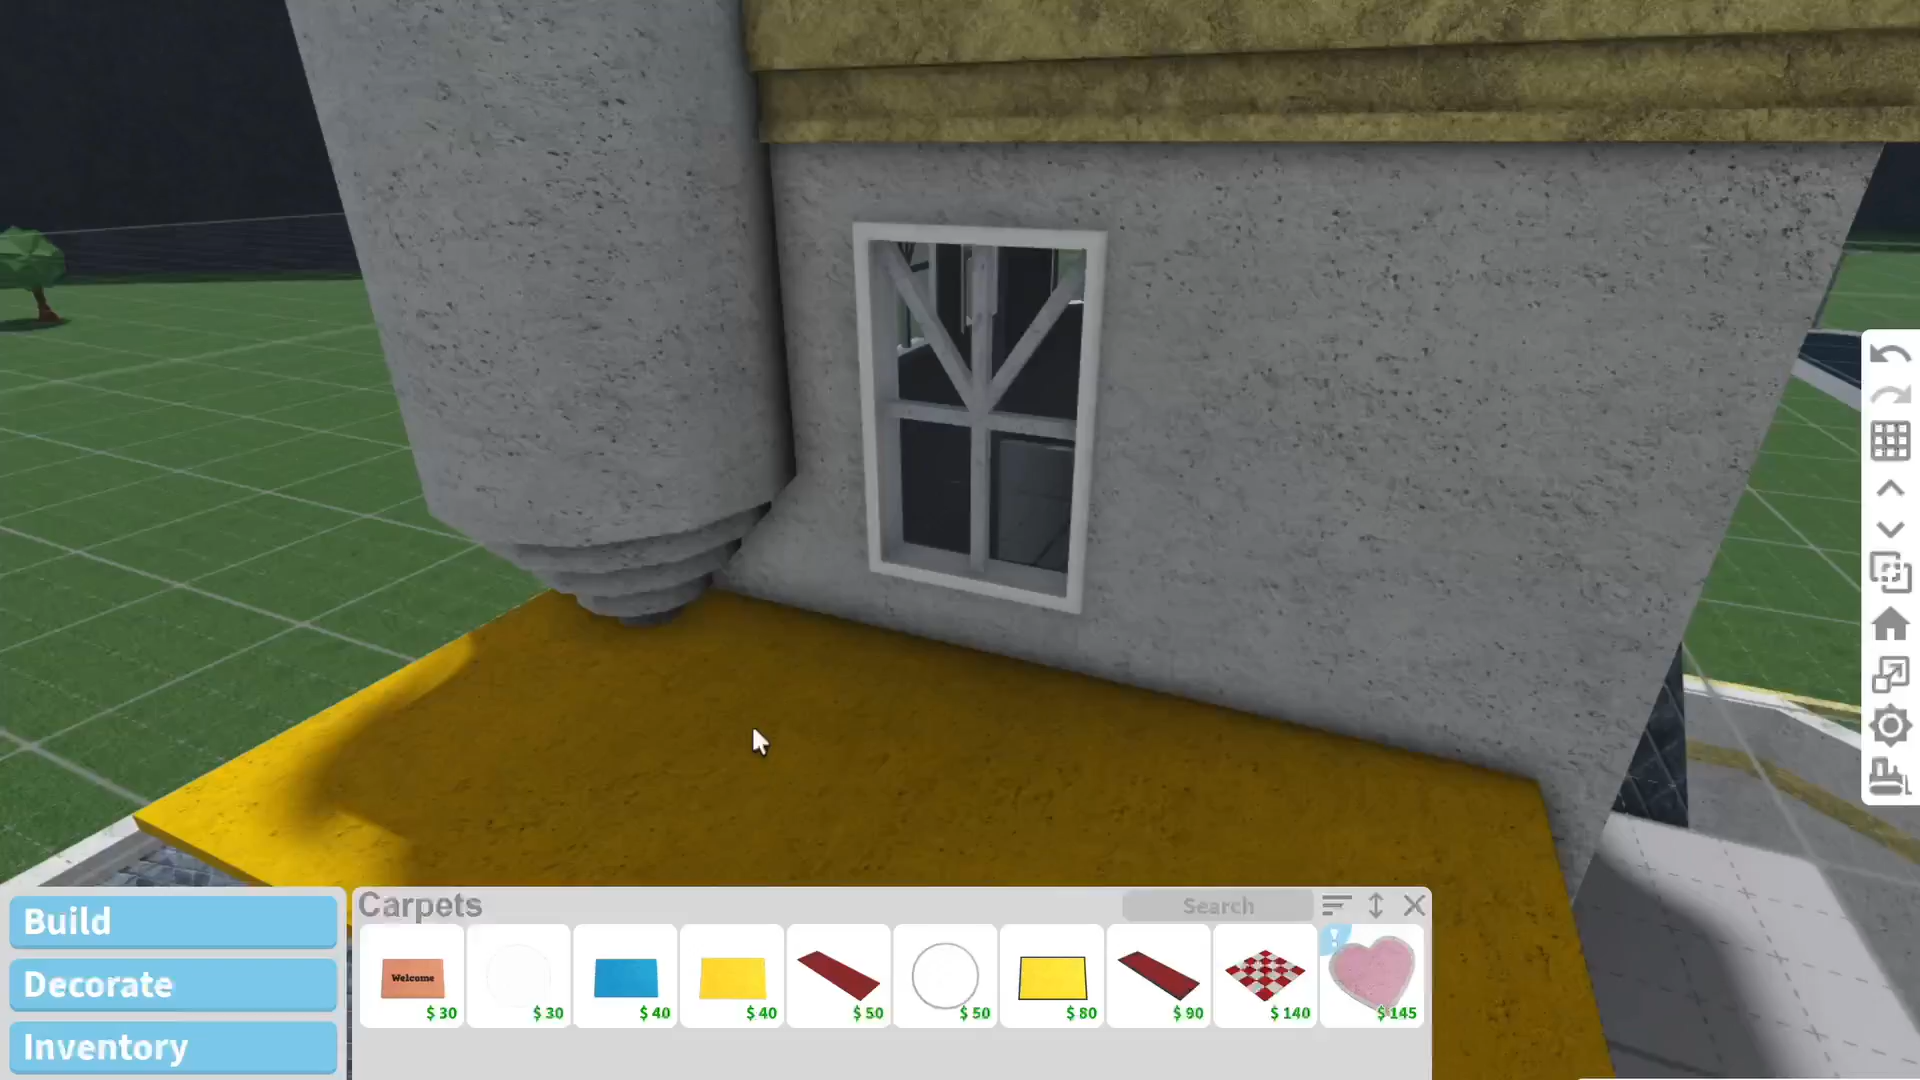 Carpets
Search
Welcome
!
$ 30
$ 30
$ 40
$ 40
$ 50
$ 50
$ 80
$ 90
$ 140
$ 145
Build
Decorate
Inventory